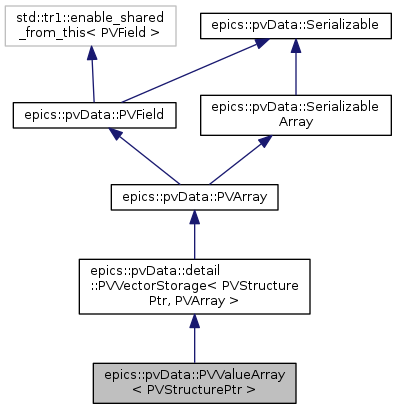 std::tr1::enable_shared
_from_this< PVField >
epics::pvData::Serializable
epics::pvData::PVField
epics::pvData::Serializable
Array
epics::pvData::PVArray
epics::pvData::detail
::PVVectorStorage< PVStructure
Ptr, PVArray >
epics::pvData::PVValueArray
< PVStructurePtr >